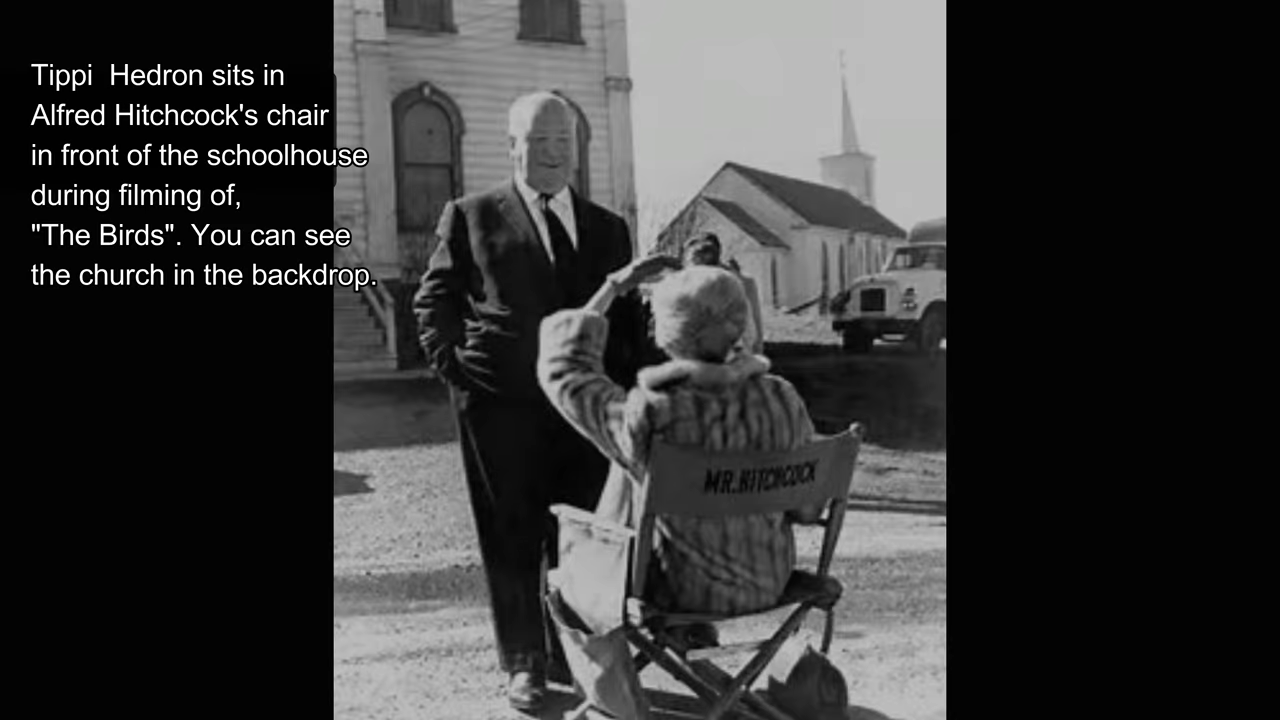 Tippi  Hedron sits in
Alfred Hitchcock's chair
in front of the schoolhouse
during filming of,
"The Birds". You can see
the church in the backdrop.
MR.HITCHCOCK